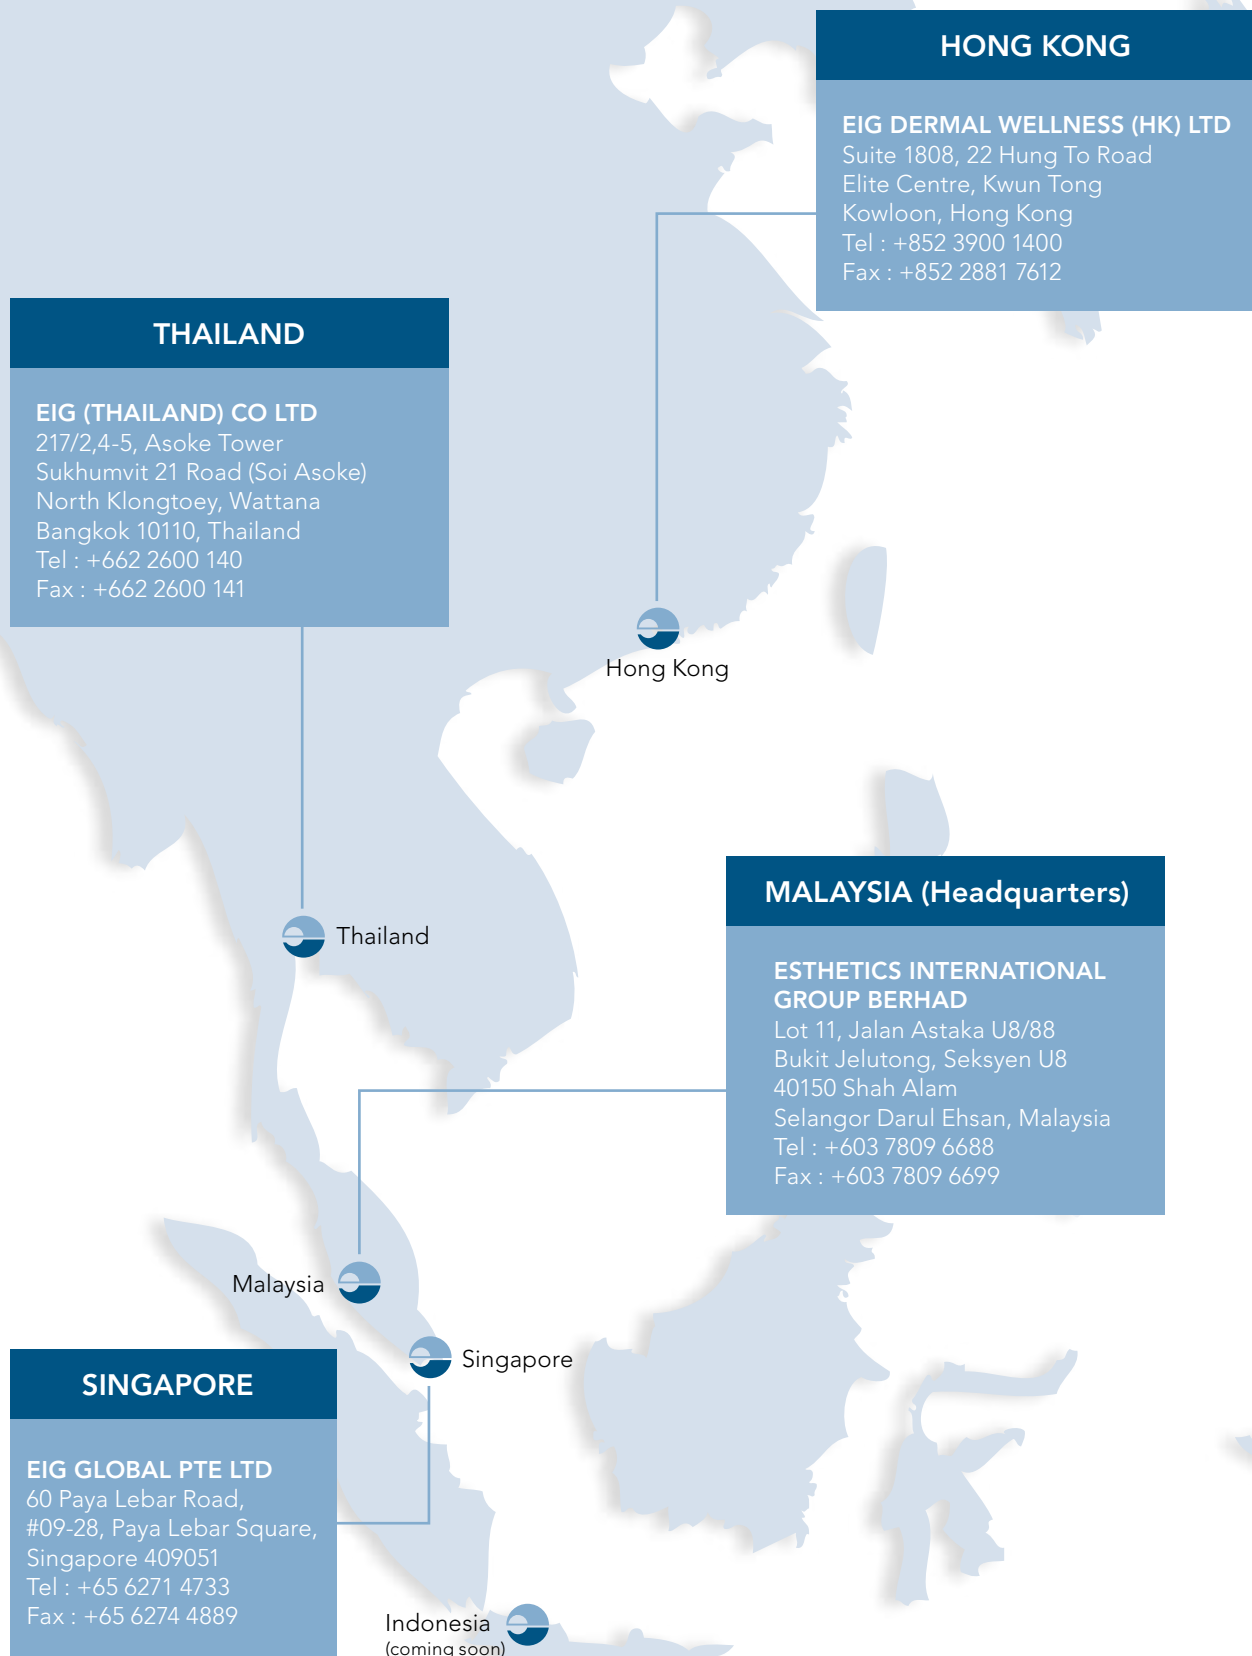 HONG KONG
EIG DERMAL WELLNESS (HK) LTD
Suite 1808, 22 Hung To Road
Elite Centre, Kwun Tong
Kowloon, Hong Kong
Tel : +852 3900 1400
Fax : +852 2881 7612
THAILAND
EIG (THAILAND) CO LTD
217/2,4-5, Asoke Tower
Sukhumvit 21 Road (Soi Asoke)
North Klongtoey, Wattana
Bangkok 10110, Thailand
Tel : +662 2600 140
Fax : +662 2600 141
Hong Kong
Thailand
MALAYSIA (Headquarters)
ESTHETICS INTERNATIONAL
GROUP BERHAD
Lot 11, Jalan Astaka U8/88
Bukit Jelutong, Seksyen U8
40150 Shah Alam
Selangor Darul Ehsan, Malaysia
Tel : +603 7809 6688
Fax : +603 7809 6699
Malaysia
Singapore
SINGAPORE
EIG GLOBAL PTE LTD
60 Paya Lebar Road,
#09-28, Paya Lebar Square,
Singapore 409051
Tel : +65 6271 4733
Fax : +65 6274 4889
Indonesia
(coming soon)